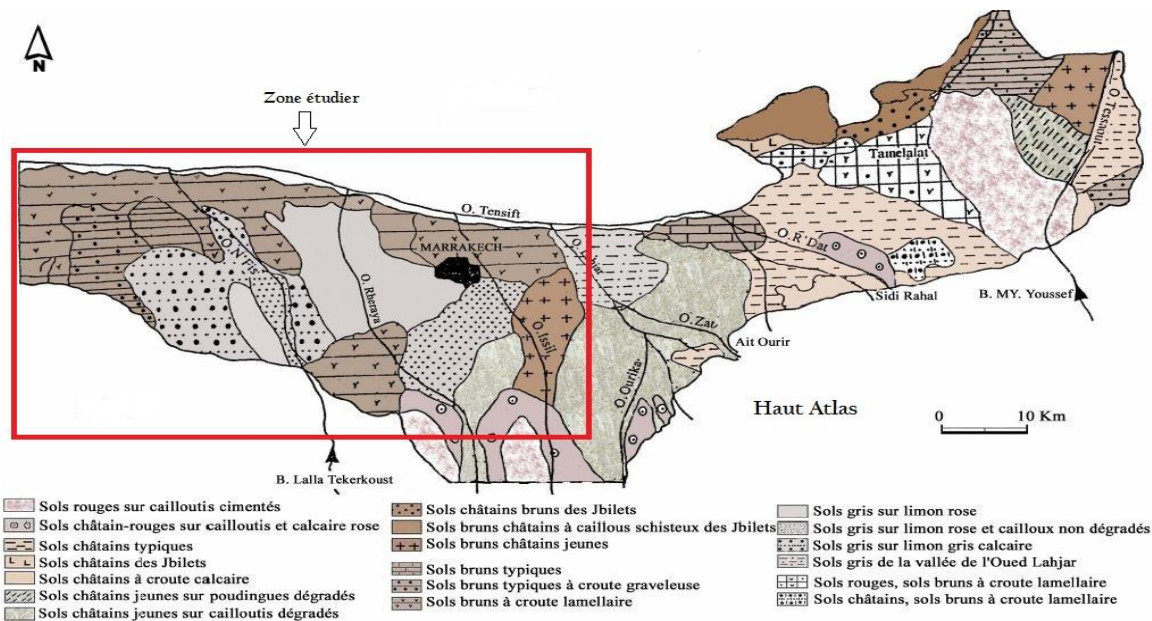 N
Zone étudier
O. Tensift
MARRAKECH
O. N'Fis
O. Rheraya
O. Issil
O. Lahjar
O. Zat
O. Ourika
O. R'Dat
Tamelalat
O. Tessaout
Sidi Rahal
Ait Ourir
B. MY. Youssef
B. Lalla Tekerkoust
Haut Atlas
0 10 Km
Sols rouges sur cailloutis cimentés
Sols châtain-rouges sur cailloutis et calcaire rose
Sols châtains typiques
Sols châtains des Jbilets
Sols châtains à croute calcaire
Sols châtains jeunes sur poudingues dégradés
Sols châtains jeunes sur cailloutis dégradés
Sols châtains bruns des Jbilets
Sols bruns châtains à caillous schisteux des Jbilets
Sols bruns châtains jeunes
Sols bruns typiques
Sols bruns typiques à croute graveleuse
Sols bruns à croute lamellaire
Sols gris sur limon rose
Sols gris sur limon rose et cailloux non dégradés
Sols gris sur limon gris calcaire
Sols gris de la vallée de l'Oued Lahjar
Sols rouges, sols bruns à croute lamellaire
Sols châtains, sols bruns à croute lamellaire